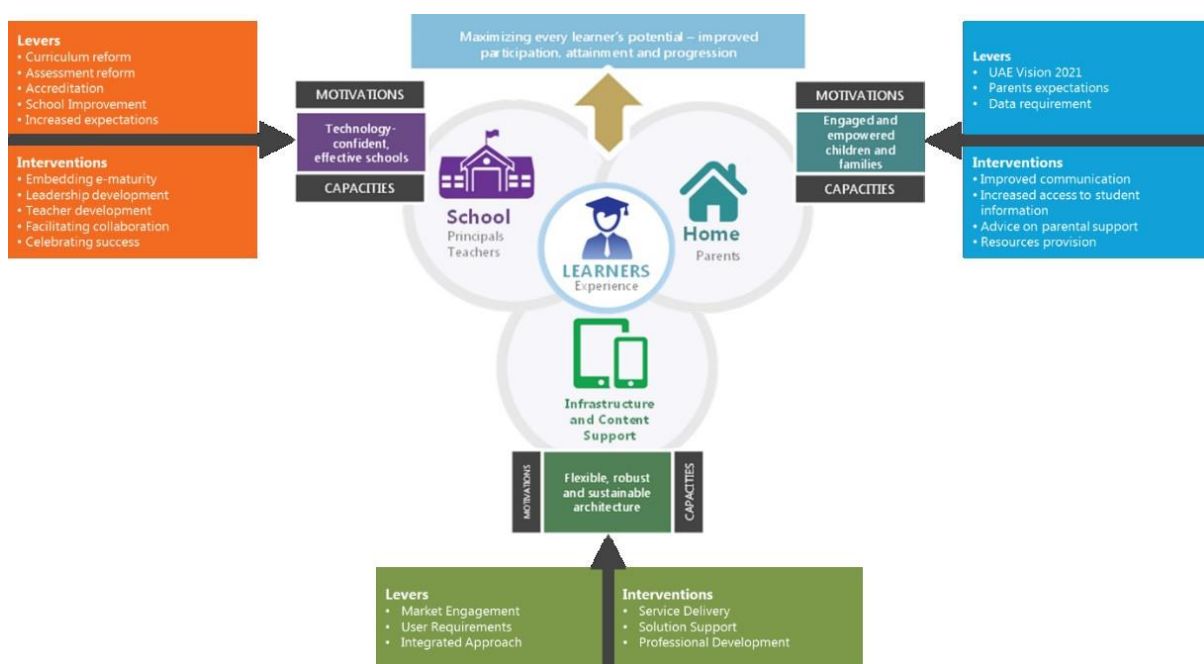 Maximizing every learner's potential – improved
participation, attainment and progression
Levers
• Curriculum reform
• Assessment reform
• Accreditation
• School Improvement
• Increased expectations
Interventions
• Embedding e-maturity
• Leadership development
• Teacher development
• Facilitating collaboration
• Celebrating success
MOTIVATIONS
Technology-
confident,
effective schools
CAPACITIES
School
Principals
Teachers
LEARNERS
Experience
Home
Parents
MOTIVATIONS
Engaged and
empowered
children and
families
CAPACITIES
Levers
• UAE Vision 2021
• Parents expectations
• Data requirement
Interventions
• Improved communication
• Increased access to student
information
• Advice on parental support
• Resources provision
Infrastructure
and Content
Support
MOTIVATIONS
Flexible, robust
and sustainable
architecture
CAPACITIES
Levers
• Market Engagement
• User Requirements
• Integrated Approach
Interventions
• Service Delivery
• Solution Support
• Professional Development